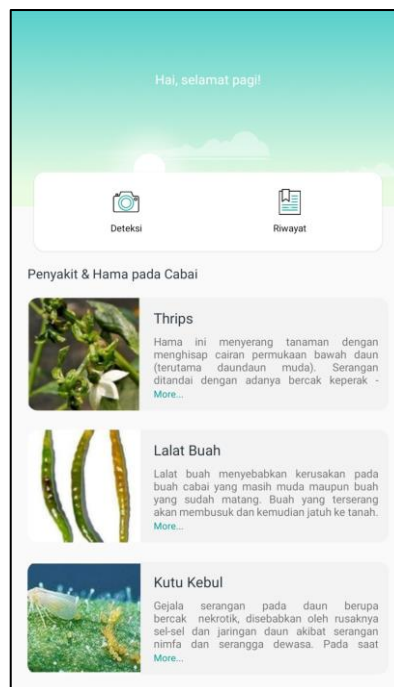 Hai, selamat pagi!
Deteksi
Riwayat
Penyakit & Hama pada Cabai
Thrips
Hama ini menyerang tanaman dengan
menghisap cairan permukaan bawah daun
(terutama daundaun muda). Serangan
ditandai dengan adanya bercak keperak -
More...
Lalat Buah
Lalat buah menyebabkan kerusakan pada
buah cabai yang masih muda maupun buah
yang sudah matang. Buah yang terserang
akan membusuk dan kemudian jatuh ke tanah.
More...
Kutu Kebul
Gejala serangan pada daun berupa
bercak nekrotik, disebabkan oleh rusaknya
sel-sel dan jaringan daun akibat serangan
nimfa dan serangga dewasa. Pada saat
More...